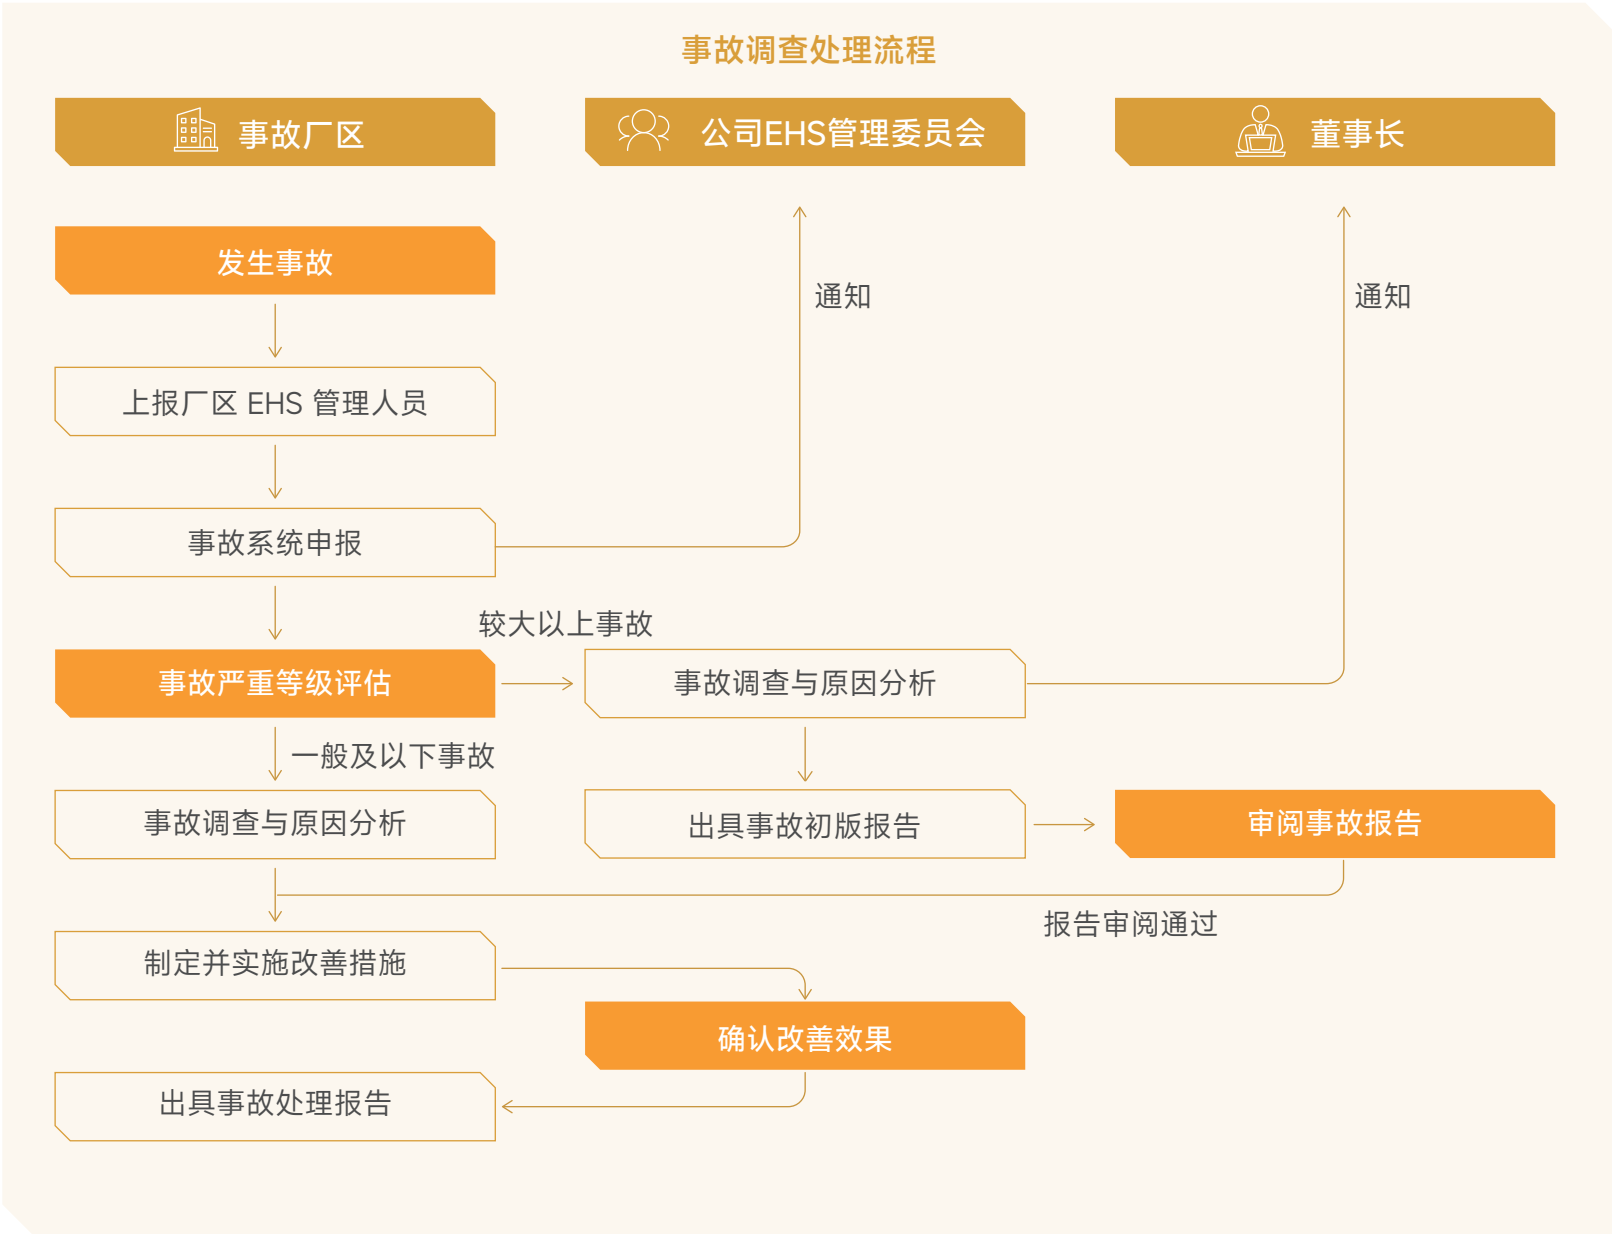 事故调查处理流程
事故厂区
公司EHS管理委员会
董事长
发生事故
通知
通知
上报厂区 EHS 管理人员
事故系统申报
较大以上事故
事故严重等级评估
事故调查与原因分析
一般及以下事故
事故调查与原因分析
出具事故初版报告
审阅事故报告
报告审阅通过
制定并实施改善措施
确认改善效果
出具事故处理报告